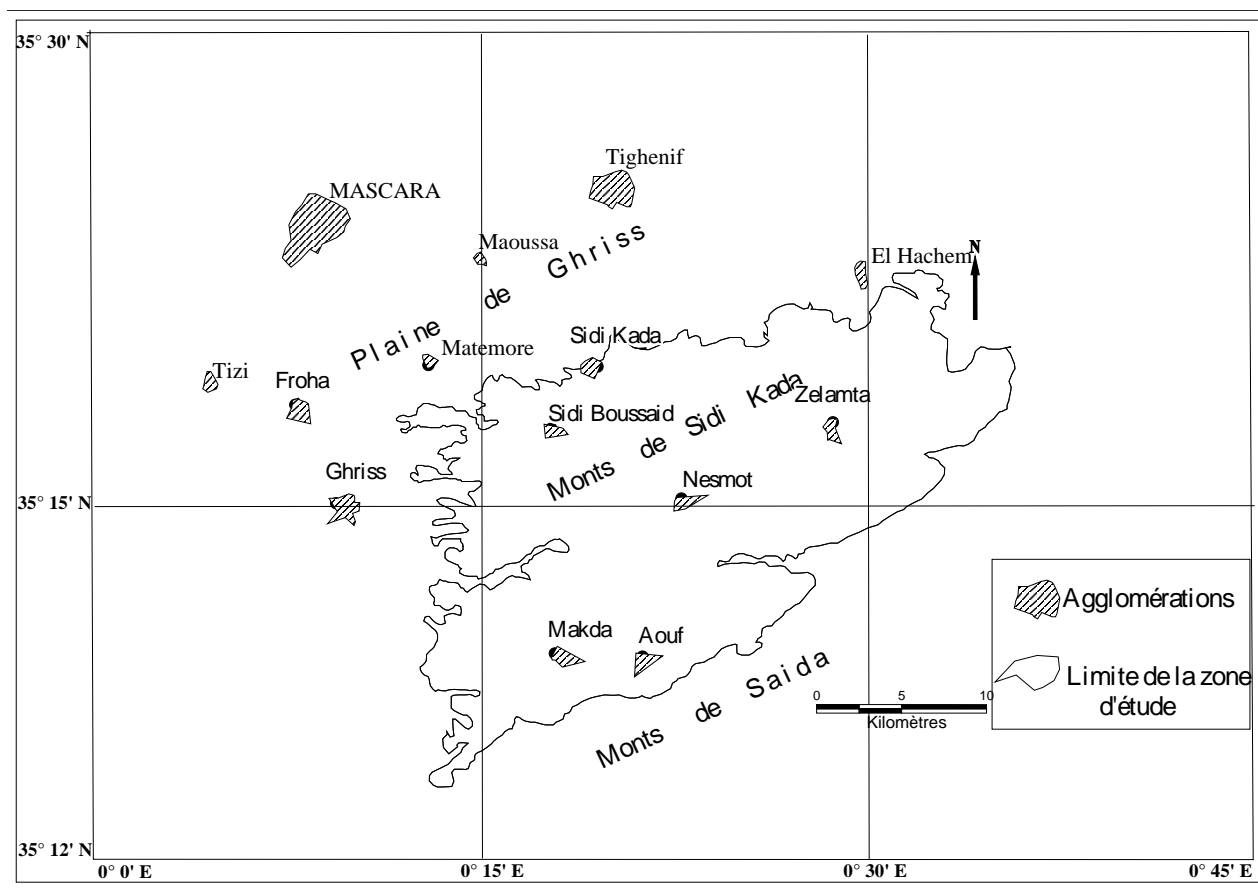 35° 30' N
Tighenif
MASCARA
Maoussa
Plaine de Ghriss
El Hachem
N
Sidi Kada
Matemore
Tizi
Froha
Monts de Sidi Kada
Zelamta
Sidi Boussaid
Ghriss
Nesmot
35° 15' N
Agglomérations
Makda
Aouf
Monts de Saida
Limite de la zone
d'étude
0 5 10
Kilomètres
35° 12' N
0° 0' E
0° 15' E
0° 30' E
0° 45' E